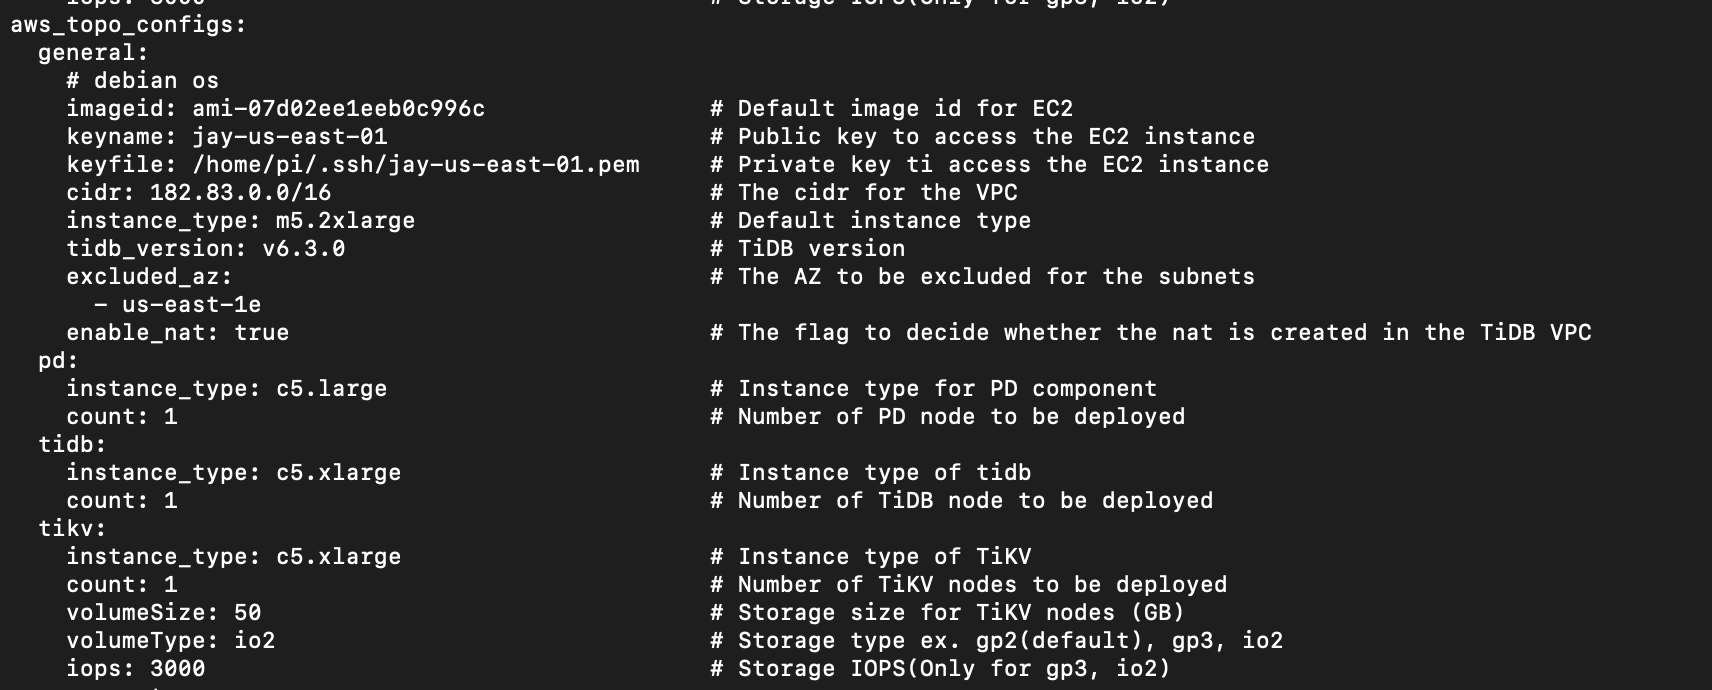 iops: 3000                                    # Storage IOPS(Only for gp3, io2)
aws_topo_configs:
  general:
    # debian os
    imageid: ami-07d02ee1eeb0c996c                # Default image id for EC2
    keyname: jay-us-east-01                       # Public key to access the EC2 instance
    keyfile: /home/pi/.ssh/jay-us-east-01.pem     # Private key ti access the EC2 instance
    cidr: 182.83.0.0/16                           # The cidr for the VPC
    instance_type: m5.2xlarge                     # Default instance type
    tidb_version: v6.3.0                          # TiDB version
    excluded_az:                                  # The AZ to be excluded for the subnets
      - us-east-1e
    enable_nat: true                              # The flag to decide whether the nat is created in the TiDB VPC
  pd:
    instance_type: c5.large                       # Instance type for PD component
    count: 1                                      # Number of PD node to be deployed
  tidb:
    instance_type: c5.xlarge                      # Instance type of tidb
    count: 1                                      # Number of TiDB node to be deployed
  tikv:
    instance_type: c5.xlarge                      # Instance type of TiKV
    count: 1                                      # Number of TiKV nodes to be deployed
    volumeSize: 50                                # Storage size for TiKV nodes (GB)
    volumeType: io2                               # Storage type ex. gp2(default), gp3, io2
    iops: 3000                                    # Storage IOPS(Only for gp3, io2)